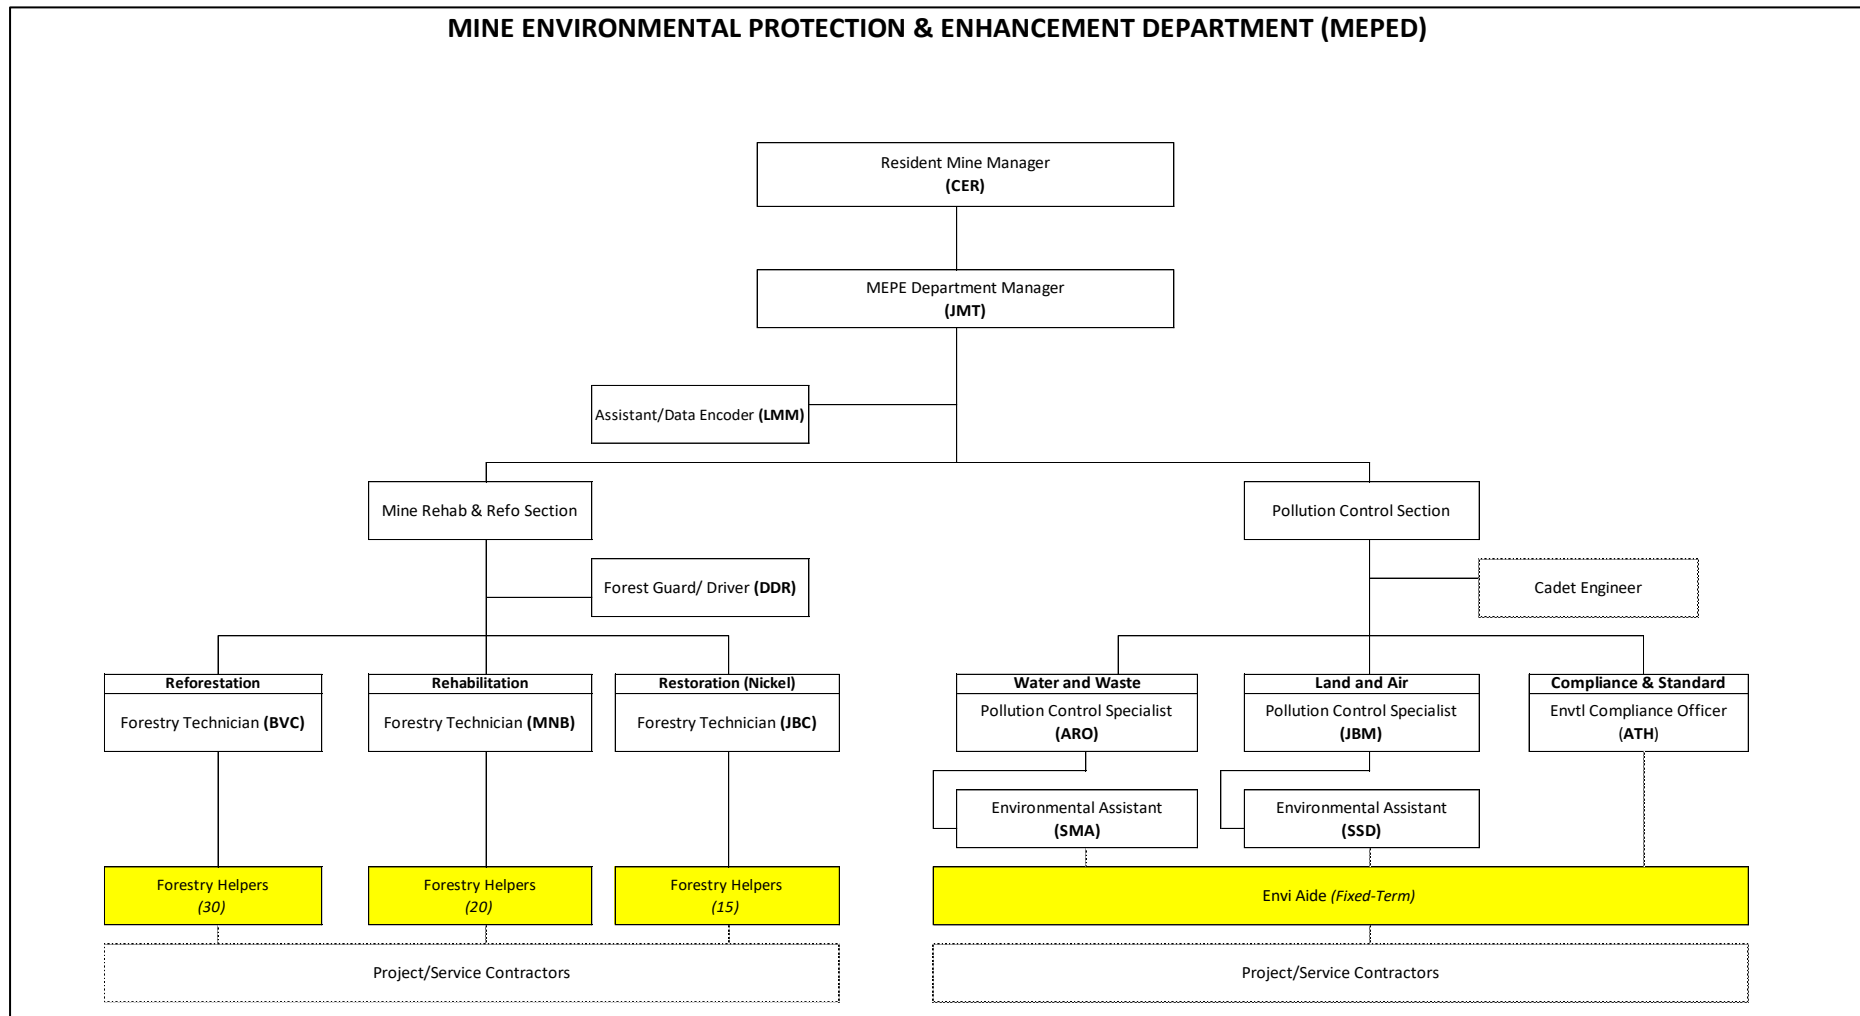 MINE ENVIRONMENTAL PROTECTION & ENHANCEMENT DEPARTMENT (MEPED)
Resident Mine Manager
(CER)
MEPE Department Manager
(JMT)
Assistant/Data Encoder (LMM)
Mine Rehab & Refo Section
Pollution Control Section
Forest Guard/ Driver (DDR)
Cadet Engineer
Reforestation
Forestry Technician (BVC)
Rehabilitation
Forestry Technician (MNB)
Restoration (Nickel)
Forestry Technician (JBC)
Water and Waste
Pollution Control Specialist
(ARO)
Land and Air
Pollution Control Specialist
(JBM)
Compliance & Standard
Envtl Compliance Officer
(ATH)
Environmental Assistant
(SMA)
Environmental Assistant
(SSD)
Forestry Helpers
(30)
Forestry Helpers
(20)
Forestry Helpers
(15)
Envi Aide (Fixed-Term)
Project/Service Contractors
Project/Service Contractors